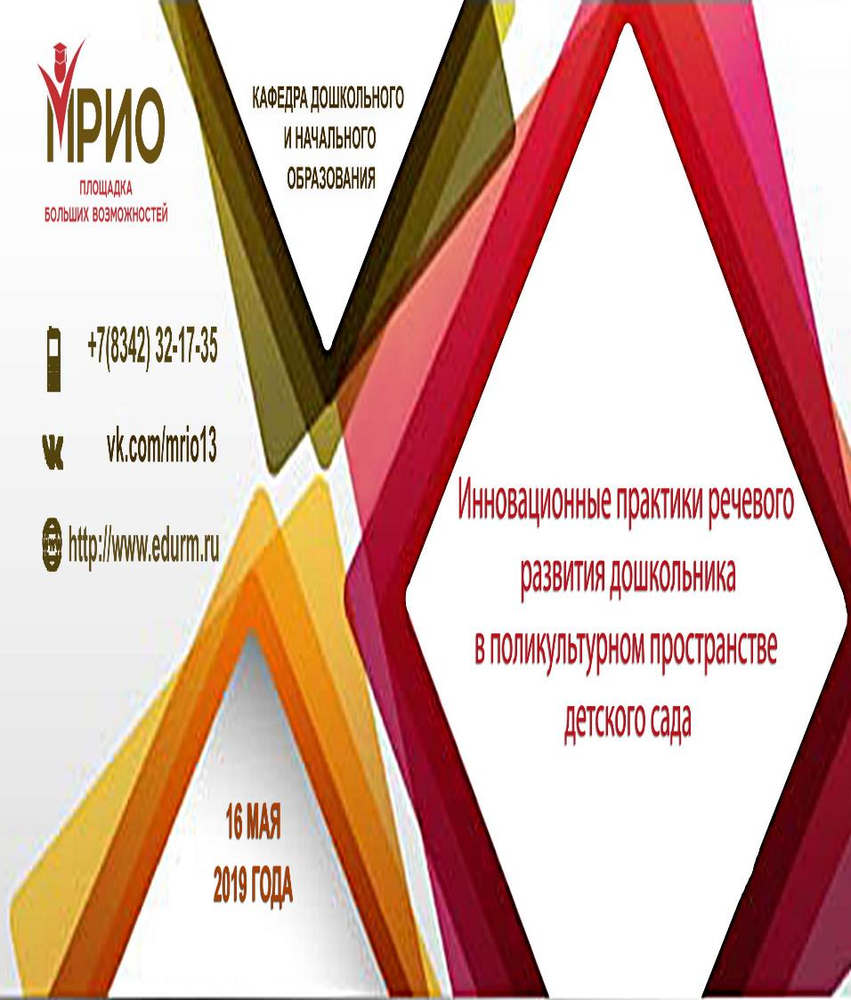 МРИО
ПЛОЩАДКА
БОЛЬШИХ ВОЗМОЖНОСТЕЙ
КАФЕДРА ДОШКОЛЬНОГО
И НАЧАЛЬНОГО
ОБРАЗОВАНИЯ
+7(8342) 32-17-35
vk.com/mrio13
http://www.edurm.ru
Инновационные практики речевого
развития дошкольника
в поликультурном пространстве
детского сада
16 МАЯ
2019 ГОДА